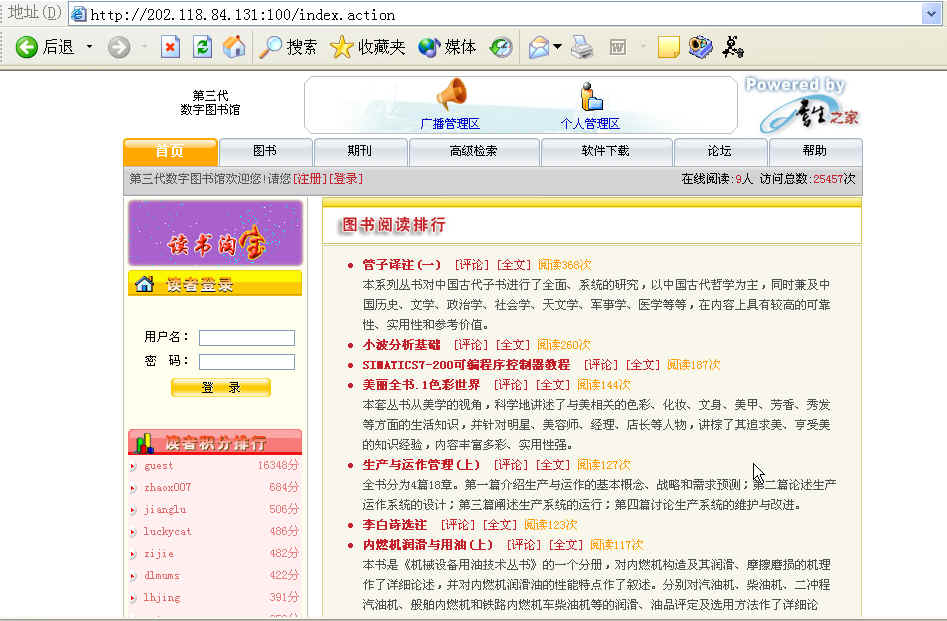 地址(D) http://202.118.84.131:100/index.action
后退 搜索 收藏夹 媒体
第三代
数字图书馆
广播管理区 个人管理区
Powered by
书生之家
首页 图书 期刊 高级检索 软件下载 论坛 帮助
第三代数字图书馆欢迎您!请您[注册][登录] 在线阅读:9人 访问总数:25457次
读书淘宝
读者登录
用户名:
密 码:
登 录
读者积分排行
guest 16348分
zhaox007 684分
jianglu 506分
luckycat 486分
zijie 482分
dlmums 422分
lhjing 391分
图书阅读排行
管子译注(一) [评论] [全文] 阅读368次
本系列丛书对中国古代子书进行了全面、系统的研究,以中国古代哲学为主,同时兼及中
国历史、文学、政治学、社会学、天文学、军事学、医学等等,在内容上具有较高的可靠
性、实用性和参考价值。
小波分析基础 [评论] [全文] 阅读260次
SIMATICS7-200可编程序控制器教程 [评论] [全文] 阅读187次
美丽全书.1色彩世界 [评论] [全文] 阅读144次
本套丛书从美学的视角,科学地讲述了与美相关的色彩、化妆、文身、美甲、芳香、秀发
等方面的生活知识,并针对明星、美容师、经理、店长等人物,讲棕了其追求美、享受美
的知识经验,内容丰富多彩、实用性强。
生产与运作管理(上) [评论] [全文] 阅读127次
全书分为4篇18章。第一篇介绍生产与运作的基本概念、战略和需求预测;第二篇论述生产
运作系统的设计;第三篇阐述生产系统的运行;第四篇讨论生产系统的维护与改进。
李白诗选注 [评论] [全文] 阅读123次
内燃机润滑与用油(上) [评论] [全文] 阅读117次
本书是《机械设备用油技术丛书》的一个分册,对内燃机构造及其润滑、摩擦磨损的机理
作了详细论述,并对内燃机润滑油的性能特点作了叙述。分别对汽油机、柴油机、二冲程
汽油机、船舶内燃机和铁路内燃机车柴油机等的润滑、油品评定及选用方法作了详细论